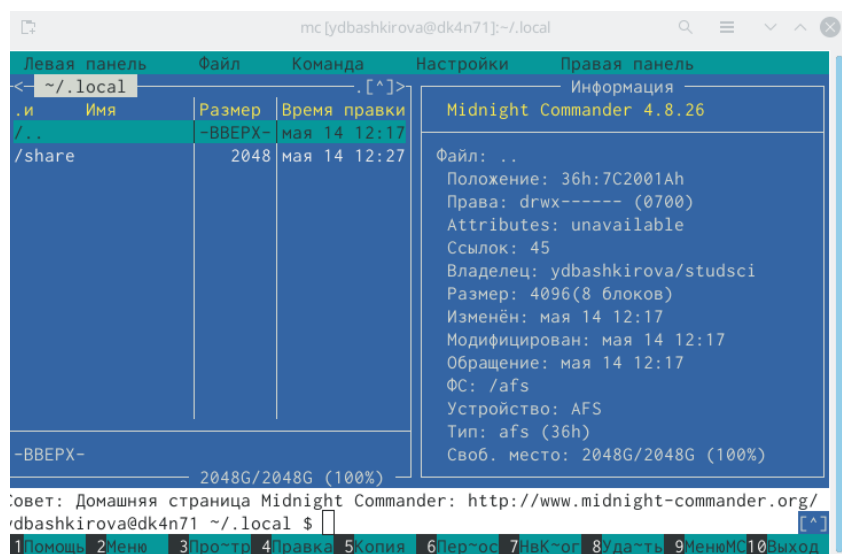 mc [ydbashkirova@dk4n71]:~/.local
Левая панель Файл Команда Настройки Правая панель
<- ~/.local .[^]>
.и Имя Размер Время правки
/.. -ВВЕРХ- мая 14 12:17
/share 2048 мая 14 12:27
-ВВЕРХ-
2048G/2048G (100%)
Информация
Midnight Commander 4.8.26
Файл: ..
Положение: 36h:7C2001Ah
Права: drwx------ (0700)
Attributes: unavailable
Ссылок: 45
Владелец: ydbashkirova/studsci
Размер: 4096(8 блоков)
Изменён: мая 14 12:17
Модифицирован: мая 14 12:17
Обращение: мая 14 12:17
ФС: /afs
Устройство: AFS
Тип: afs (36h)
Своб. место: 2048G/2048G (100%)
Совет: Домашняя страница Midnight Commander: http://www.midnight-commander.org/
ydbashkirova@dk4n71 ~/.local $ [^]
1Помощь 2Меню 3Про~тр 4Правка 5Копия 6Пер~ос 7НвК~ог 8Уда~ть 9МенюMC 10Выход